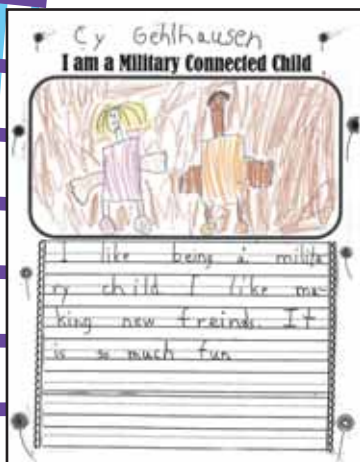 Cy Gehlhausen
I am a Military Connected Child
I like being a milita
ry child I like ma-
king new freinds. It
is so much fun